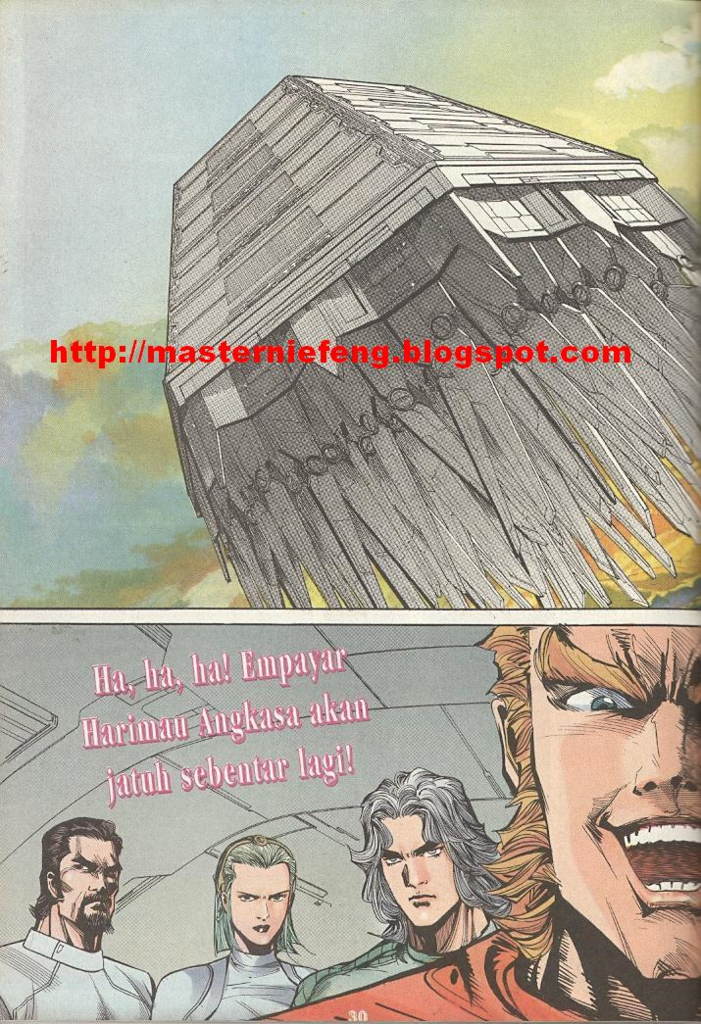 http://masterniefeng.blogspot.com
Ha, ha, ha! Empayar
Harimau Angkasa akan
jatuh sebentar lagi!
30